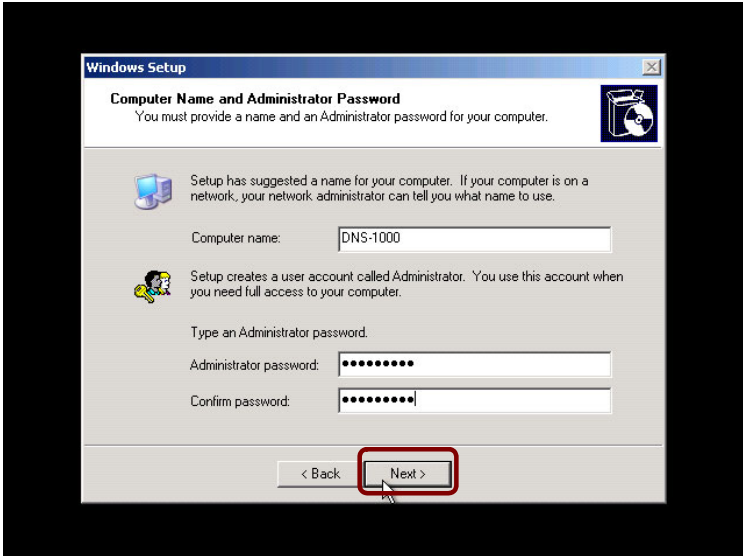 Windows Setup
Computer Name and Administrator Password
You must provide a name and an Administrator password for your computer.
Setup has suggested a name for your computer.  If your computer is on a
network, your network administrator can tell you what name to use.
Computer name:
DNS-1000
Setup creates a user account called Administrator.  You use this account when
you need full access to your computer.
Type an Administrator password.
Administrator password:
●●●●●●●●●
Confirm password:
●●●●●●●●●
< Back
Next >